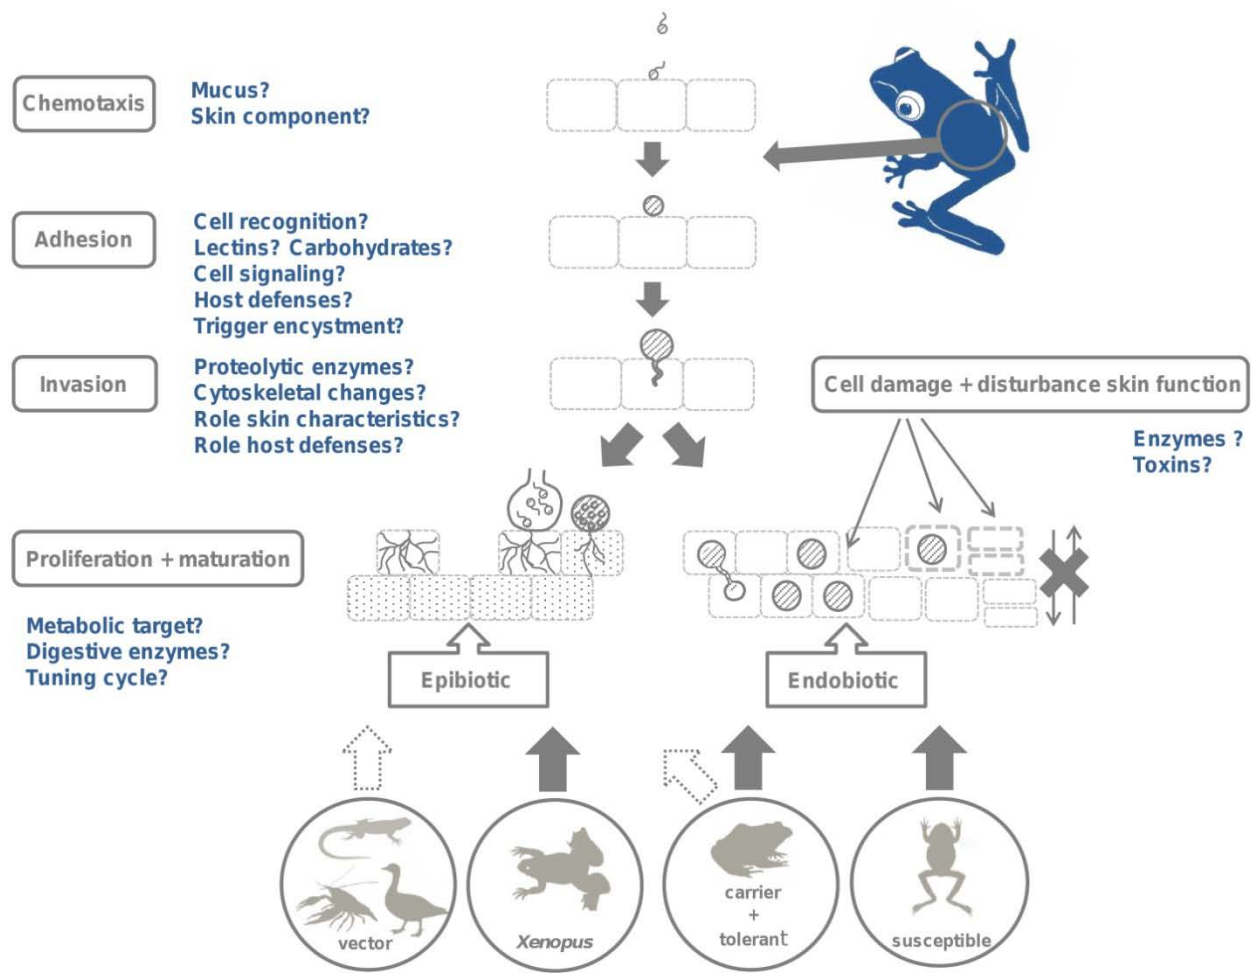 Chemotaxis
Mucus?
Skin component?
Adhesion
Cell recognition?
Lectins? Carbohydrates?
Cell signaling?
Host defenses?
Trigger encystment?
Invasion
Proteolytic enzymes?
Cytoskeletal changes?
Role skin characteristics?
Role host defenses?
Cell damage + disturbance skin function
Enzymes ?
Toxins?
Proliferation + maturation
Metabolic target?
Digestive enzymes?
Tuning cycle?
Epibiotic
Endobiotic
vector
Xenopus
carrier
+
tolerant
susceptible